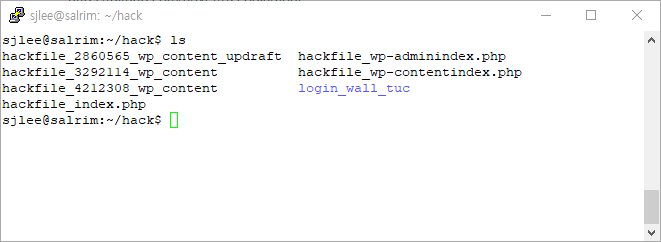 sjlee@salrim: ~/hack
sjlee@salrim:~/hack$ ls
hackfile_2860565_wp_content_updraft  hackfile_wp-adminindex.php
hackfile_3292114_wp_content          hackfile_wp-contentindex.php
hackfile_4212308_wp_content          login_wall_tuc
hackfile_index.php
sjlee@salrim:~/hack$